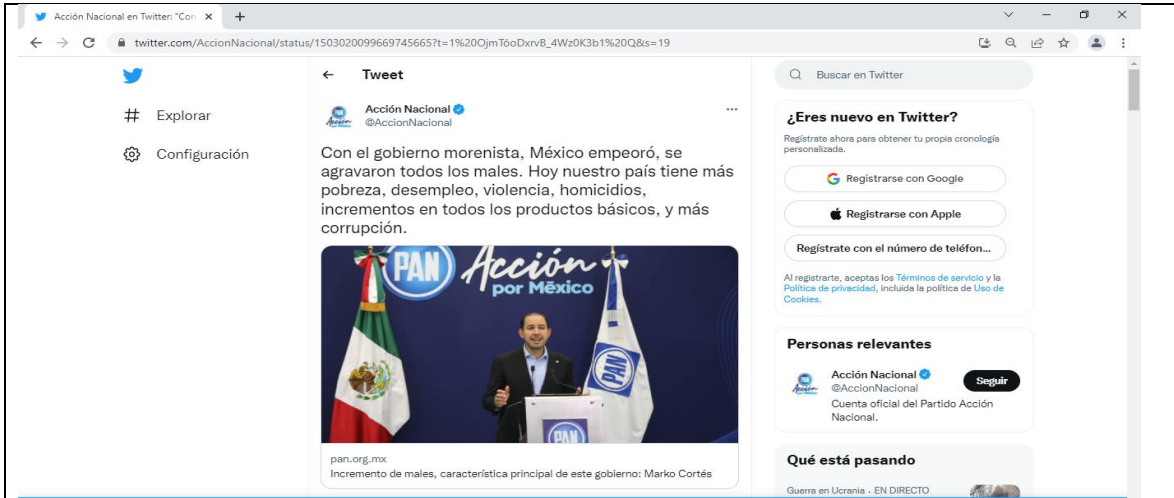 Acción Nacional en Twitter: "Con
twitter.com/AccionNacional/status/1503020099669745665?t=1%20OjmTóoDxrvB_4Wz0K3b1%20Q&s=19
Tweet
Buscar en Twitter
Explorar
Configuración
Acción Nacional
@AccionNacional
Con el gobierno morenista, México empeoró, se
agravaron todos los males. Hoy nuestro país tiene más
pobreza, desempleo, violencia, homicidios,
incrementos en todos los productos básicos, y más
corrupción.
PAN Acción
por México
PAN
PAN
pan.org.mx
Incremento de males, característica principal de este gobierno: Marko Cortés
¿Eres nuevo en Twitter?
Regístrate ahora para obtener tu propia cronología
personalizada.
Registrarse con Google
Registrarse con Apple
Regístrate con el número de teléfon...
Al registrarte, aceptas los Términos de servicio y la
Política de privacidad, incluida la política de Uso de
Cookies.
Personas relevantes
Acción Nacional
@AccionNacional
Seguir
Cuenta oficial del Partido Acción
Nacional.
Qué está pasando
Guerra en Ucrania · EN DIRECTO